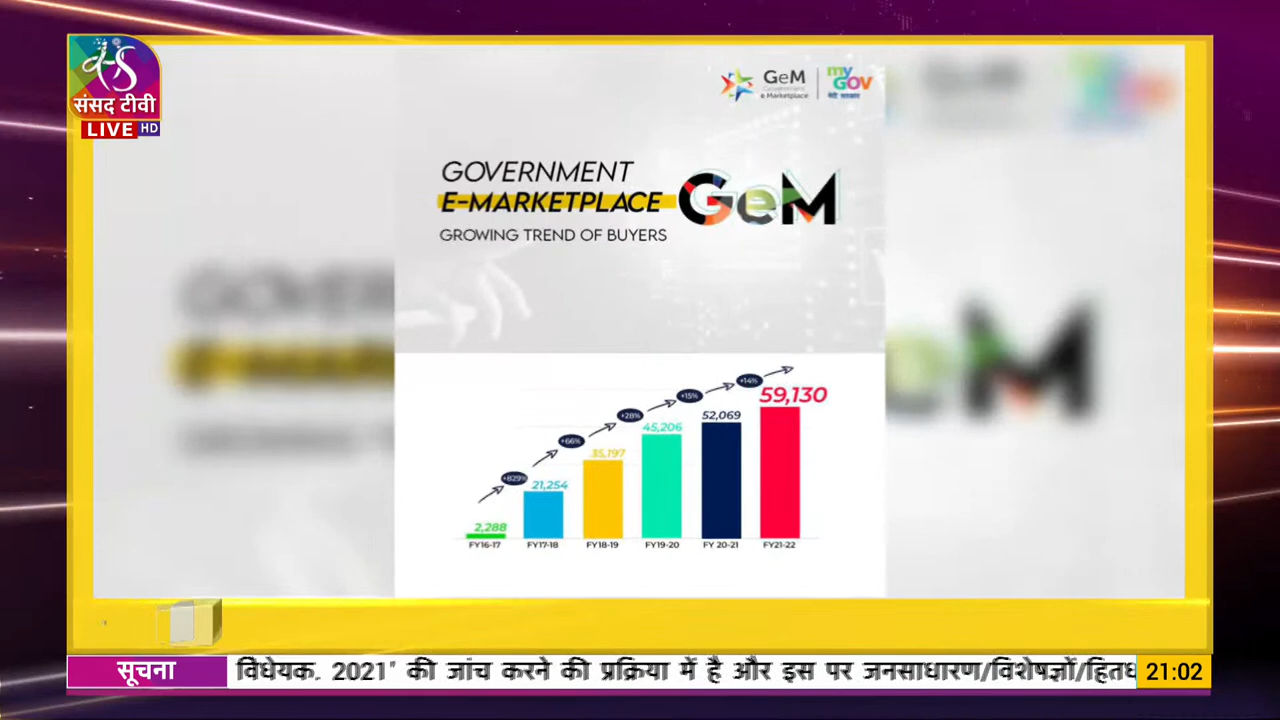 संसद टीवी
LIVE HD
GeM
Government
e Marketplace
my
GOV
मेरी सरकार
GOVERNMENT
E-MARKETPLACE
GeM
GROWING TREND OF BUYERS
+829%
+66%
+28%
+15%
+14%
2,288
21,254
35,197
45,206
52,069
59,130
FY16-17
FY17-18
FY18-19
FY19-20
FY 20-21
FY21-22
सूचना
विधेयक, 2021" की जांच करने की प्रक्रिया में है और इस पर जनसाधारण/विशेषज्ञों/हितध
21:02